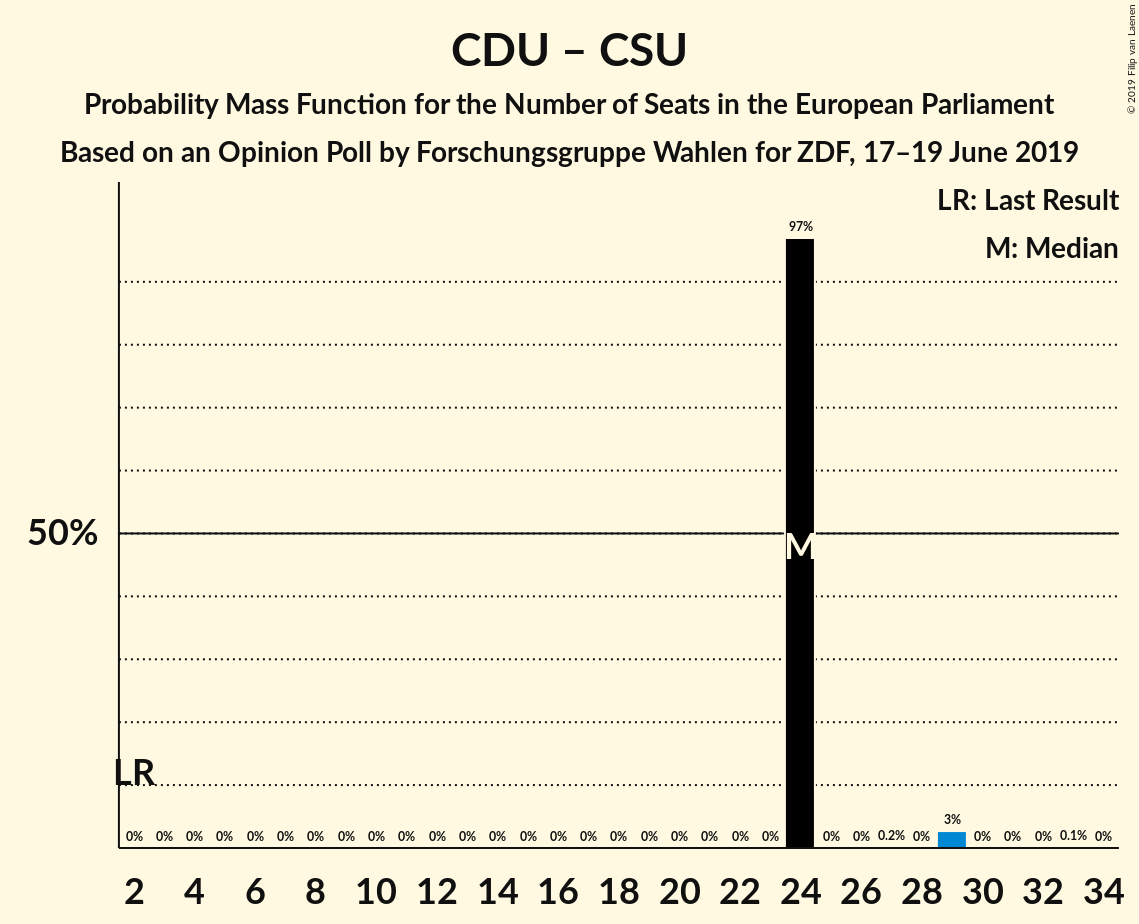 CDU – CSU
Probability Mass Function for the Number of Seats in the European Parliament
Based on an Opinion Poll by Forschungsgruppe Wahlen for ZDF, 17–19 June 2019
© 2019 Filip van Laenen
LR: Last Result
M: Median
97%
50%
M
LR
3%
0% 0% 0% 0% 0% 0% 0% 0% 0% 0% 0% 0% 0% 0% 0% 0% 0% 0% 0% 0% 0% 0% 0% 0% 0.2% 0% 0% 0% 0% 0.1% 0%
2 4 6 8 10 12 14 16 18 20 22 24 26 28 30 32 34